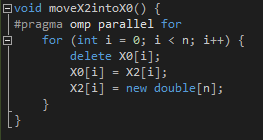 void moveX2intoX0() {
#pragma omp parallel for
for (int i = 0; i < n; i++) {
delete X0[i];
X0[i] = X2[i];
X2[i] = new double[n];
}
}